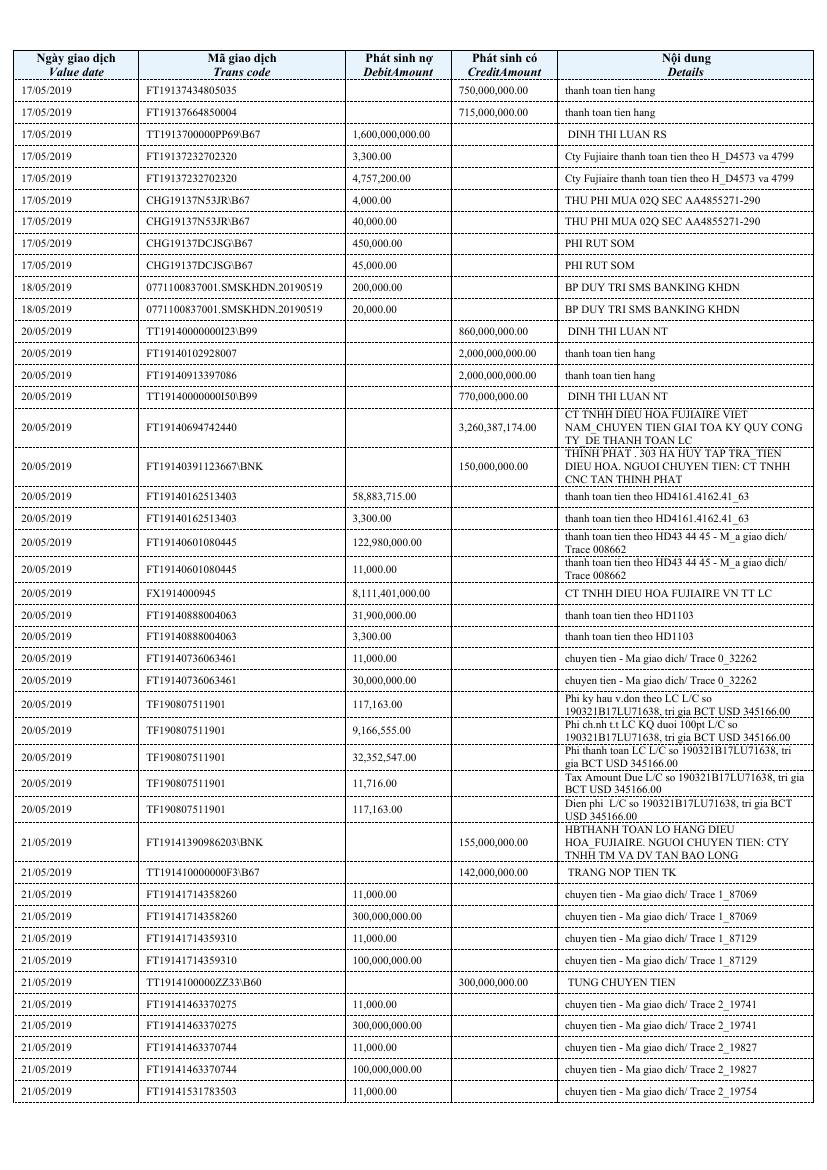 Ngày giao dịch Mã giao dịch Phát sinh nợ Phát sinh có Nội dung
Value date Trans code DebitAmount CreditAmount Details
17/05/2019 FT19137434805035 750,000,000.00 thanh toan tien hang
17/05/2019 FT19137664850004 715,000,000.00 thanh toan tien hang
17/05/2019 TT1913700000PP69\B67 1,600,000,000.00 DINH THI LUAN RS
17/05/2019 FT19137232702320 3,300.00 Cty Fujiaire thanh toan tien theo H_D4573 va 4799
17/05/2019 FT19137232702320 4,757,200.00 Cty Fujiaire thanh toan tien theo H_D4573 va 4799
17/05/2019 CHG19137N53JR\B67 4,000.00 THU PHI MUA 02Q SEC AA4855271-290
17/05/2019 CHG19137N53JR\B67 40,000.00 THU PHI MUA 02Q SEC AA4855271-290
17/05/2019 CHG19137DCJSG\B67 450,000.00 PHI RUT SOM
17/05/2019 CHG19137DCJSG\B67 45,000.00 PHI RUT SOM
18/05/2019 0771100837001.SMSKHDN.20190519 200,000.00 BP DUY TRI SMS BANKING KHDN
18/05/2019 0771100837001.SMSKHDN.20190519 20,000.00 BP DUY TRI SMS BANKING KHDN
20/05/2019 TT19140000000I23\B99 860,000,000.00 DINH THI LUAN NT
20/05/2019 FT19140102928007 2,000,000,000.00 thanh toan tien hang
20/05/2019 FT19140913397086 2,000,000,000.00 thanh toan tien hang
20/05/2019 TT19140000000I50\B99 770,000,000.00 DINH THI LUAN NT
CT TNHH DIEU HOA FUJIAIRE VIET
20/05/2019 FT19140694742440 3,260,387,174.00 NAM_CHUYEN TIEN GIAI TOA KY QUY CONG
TY_DE THANH TOAN LC
THINH PHAT . 303 HA HUY TAP TRA_TIEN
20/05/2019 FT19140391123667\BNK 150,000,000.00 DIEU HOA. NGUOI CHUYEN TIEN: CT TNHH
CNC TAN THINH PHAT
20/05/2019 FT19140162513403 58,883,715.00 thanh toan tien theo HD4161.4162.41_63
20/05/2019 FT19140162513403 3,300.00 thanh toan tien theo HD4161.4162.41_63
20/05/2019 FT19140601080445 122,980,000.00 thanh toan tien theo HD43 44 45 - M_a giao dich/
Trace 008662
20/05/2019 FT19140601080445 11,000.00 thanh toan tien theo HD43 44 45 - M_a giao dich/
Trace 008662
20/05/2019 FX1914000945 8,111,401,000.00 CT TNHH DIEU HOA FUJIAIRE VN TT LC
20/05/2019 FT19140888004063 31,900,000.00 thanh toan tien theo HD1103
20/05/2019 FT19140888004063 3,300.00 thanh toan tien theo HD1103
20/05/2019 FT19140736063461 11,000.00 chuyen tien - Ma giao dich/ Trace 0_32262
20/05/2019 FT19140736063461 30,000,000.00 chuyen tien - Ma giao dich/ Trace 0_32262
20/05/2019 TF190807511901 117,163.00 Phi ky hau v.don theo LC L/C so
190321B17LU71638, tri gia BCT USD 345166.00
20/05/2019 TF190807511901 9,166,555.00 Phi ch.nh t.t LC KQ duoi 100pt L/C so
190321B17LU71638, tri gia BCT USD 345166.00
20/05/2019 TF190807511901 32,352,547.00 Phi thanh toan LC L/C so 190321B17LU71638, tri
gia BCT USD 345166.00
20/05/2019 TF190807511901 11,716.00 Tax Amount Due L/C so 190321B17LU71638, tri gia
BCT USD 345166.00
20/05/2019 TF190807511901 117,163.00 Dien phi L/C so 190321B17LU71638, tri gia BCT
USD 345166.00
HBTHANH TOAN LO HANG DIEU
21/05/2019 FT19141390986203\BNK 155,000,000.00 HOA_FUJIAIRE. NGUOI CHUYEN TIEN: CTY
TNHH TM VA DV TAN BAO LONG
21/05/2019 TT191410000000F3\B67 142,000,000.00 TRANG NOP TIEN TK
21/05/2019 FT19141714358260 11,000.00 chuyen tien - Ma giao dich/ Trace 1_87069
21/05/2019 FT19141714358260 300,000,000.00 chuyen tien - Ma giao dich/ Trace 1_87069
21/05/2019 FT19141714359310 11,000.00 chuyen tien - Ma giao dich/ Trace 1_87129
21/05/2019 FT19141714359310 100,000,000.00 chuyen tien - Ma giao dich/ Trace 1_87129
21/05/2019 TT1914100000ZZ33\B60 300,000,000.00 TUNG CHUYEN TIEN
21/05/2019 FT19141463370275 11,000.00 chuyen tien - Ma giao dich/ Trace 2_19741
21/05/2019 FT19141463370275 300,000,000.00 chuyen tien - Ma giao dich/ Trace 2_19741
21/05/2019 FT19141463370744 11,000.00 chuyen tien - Ma giao dich/ Trace 2_19827
21/05/2019 FT19141463370744 100,000,000.00 chuyen tien - Ma giao dich/ Trace 2_19827
21/05/2019 FT19141531783503 11,000.00 chuyen tien - Ma giao dich/ Trace 2_19754